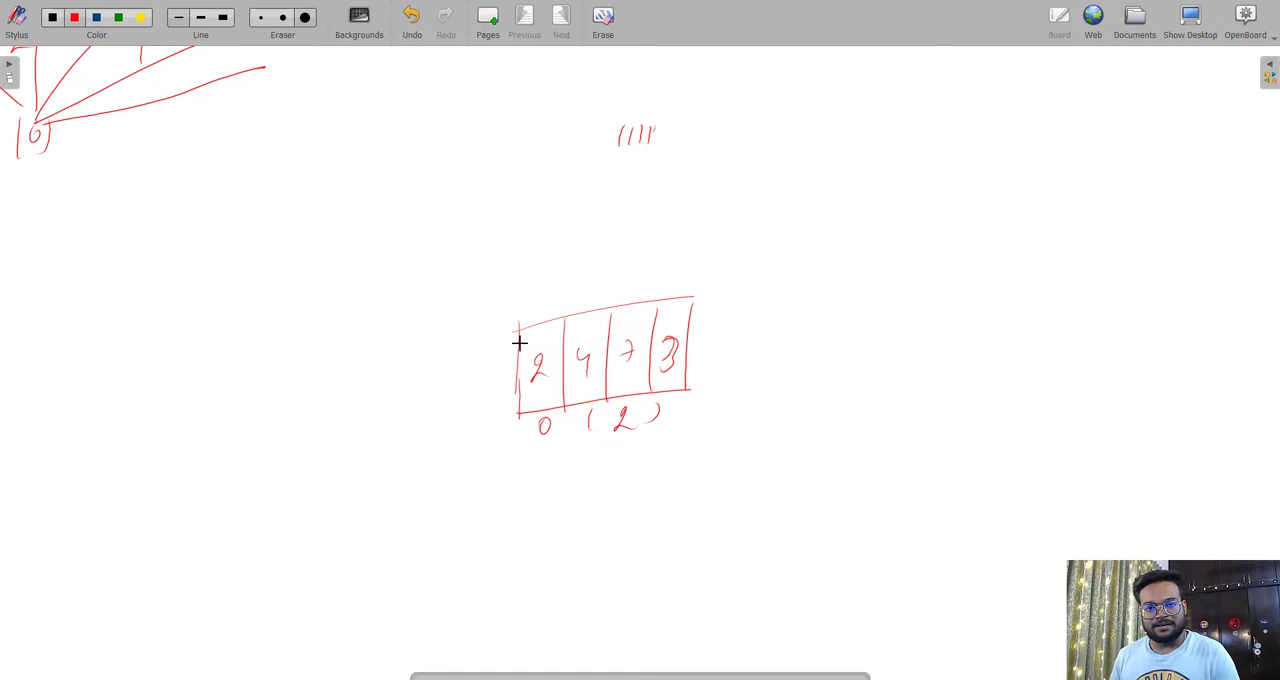 Stylus Color Line Eraser Backgrounds Undo Redo Pages Previous Next Erase Board Web Documents Show Desktop OpenBoard
(0)
2 4 7 3
0 ( 2 )